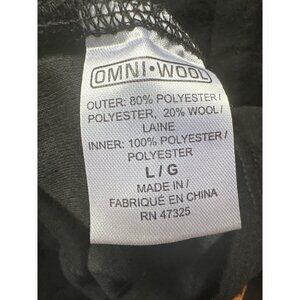 OMNI·WOOL
OUTER: 80% POLYESTER/
POLYESTER, 20% WOOL/
LAINE
INNER: 100% POLYESTER/
POLYESTER
L/G
MADE IN/
FABRIQUÉ EN CHINA
RN 47325